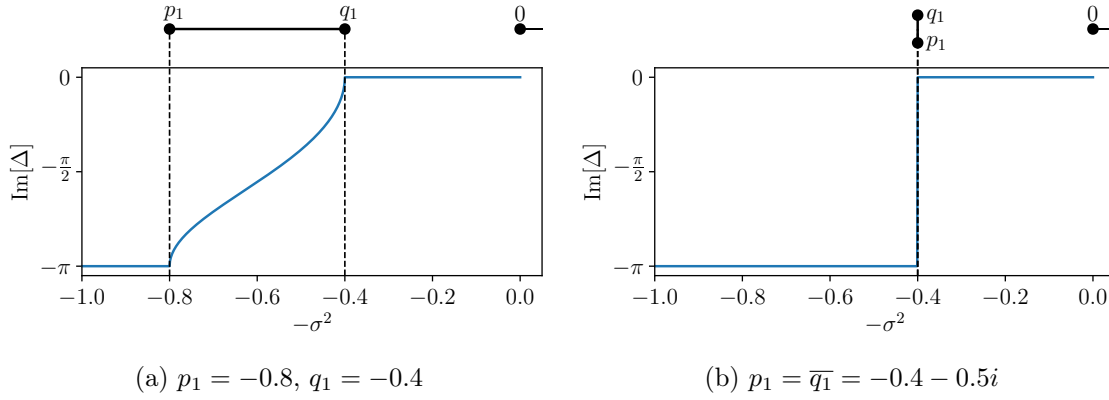 p₁ q₁ 0
0
−π/2
−π
Im[Δ]
−1.0 −0.8 −0.6 −0.4 −0.2 0.0
−σ²
(a) p₁ = −0.8, q₁ = −0.4
q₁ 0
p₁
0
−π/2
−π
Im[Δ]
−1.0 −0.8 −0.6 −0.4 −0.2 0.0
−σ²
(b) p₁ = q̅₁̅ = −0.4 − 0.5i